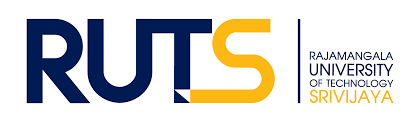 RUTS
RAJAMANGALA
UNIVERSITY
OF TECHNOLOGY
SRIVIJAYA